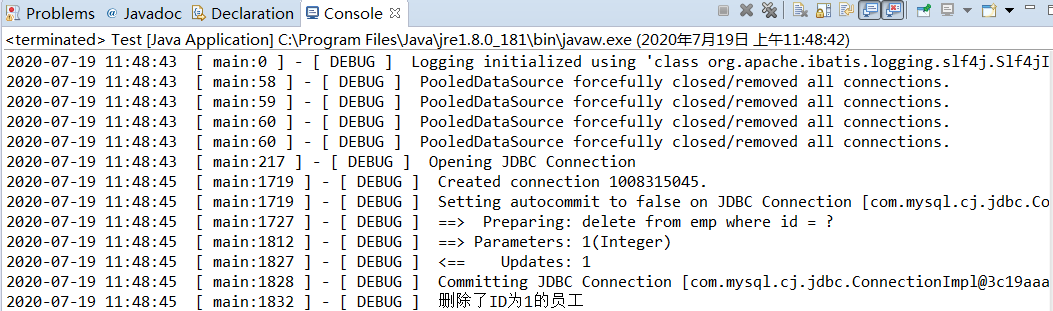 Problems @ Javadoc Declaration Console
<terminated> Test [Java Application] C:\Program Files\Java\jre1.8.0_181\bin\javaw.exe (2020年7月19日 上午11:48:42)
2020-07-19 11:48:43 [ main:0 ] - [ DEBUG ] Logging initialized using 'class org.apache.ibatis.logging.slf4j.Slf4jI
2020-07-19 11:48:43 [ main:58 ] - [ DEBUG ] PooledDataSource forcefully closed/removed all connections.
2020-07-19 11:48:43 [ main:59 ] - [ DEBUG ] PooledDataSource forcefully closed/removed all connections.
2020-07-19 11:48:43 [ main:60 ] - [ DEBUG ] PooledDataSource forcefully closed/removed all connections.
2020-07-19 11:48:43 [ main:60 ] - [ DEBUG ] PooledDataSource forcefully closed/removed all connections.
2020-07-19 11:48:43 [ main:217 ] - [ DEBUG ] Opening JDBC Connection
2020-07-19 11:48:45 [ main:1719 ] - [ DEBUG ] Created connection 1008315045.
2020-07-19 11:48:45 [ main:1719 ] - [ DEBUG ] Setting autocommit to false on JDBC Connection [com.mysql.cj.jdbc.Co
2020-07-19 11:48:45 [ main:1727 ] - [ DEBUG ] ==> Preparing: delete from emp where id = ?
2020-07-19 11:48:45 [ main:1812 ] - [ DEBUG ] ==> Parameters: 1(Integer)
2020-07-19 11:48:45 [ main:1827 ] - [ DEBUG ] <== Updates: 1
2020-07-19 11:48:45 [ main:1828 ] - [ DEBUG ] Committing JDBC Connection [com.mysql.cj.jdbc.ConnectionImpl@3c19aaa
2020-07-19 11:48:45 [ main:1832 ] - [ DEBUG ] 删除了ID为1的员工